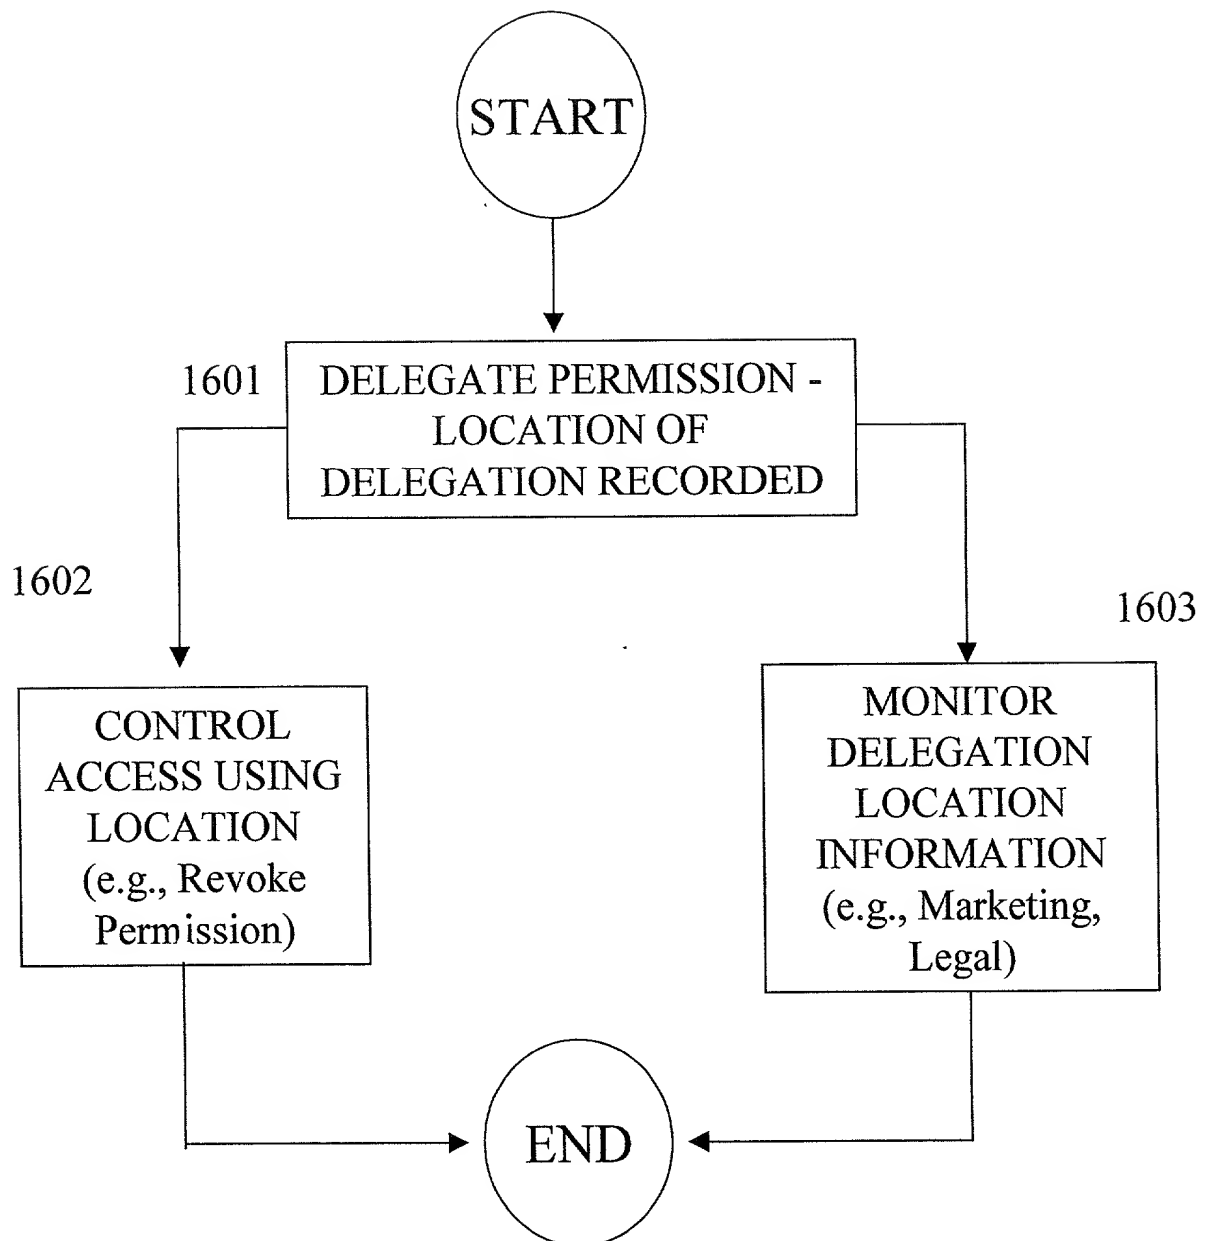 START
1601
DELEGATE PERMISSION -
LOCATION OF
DELEGATION RECORDED
1602
1603
CONTROL
ACCESS USING
LOCATION
(e.g., Revoke
Permission)
MONITOR
DELEGATION
LOCATION
INFORMATION
(e.g., Marketing,
Legal)
END